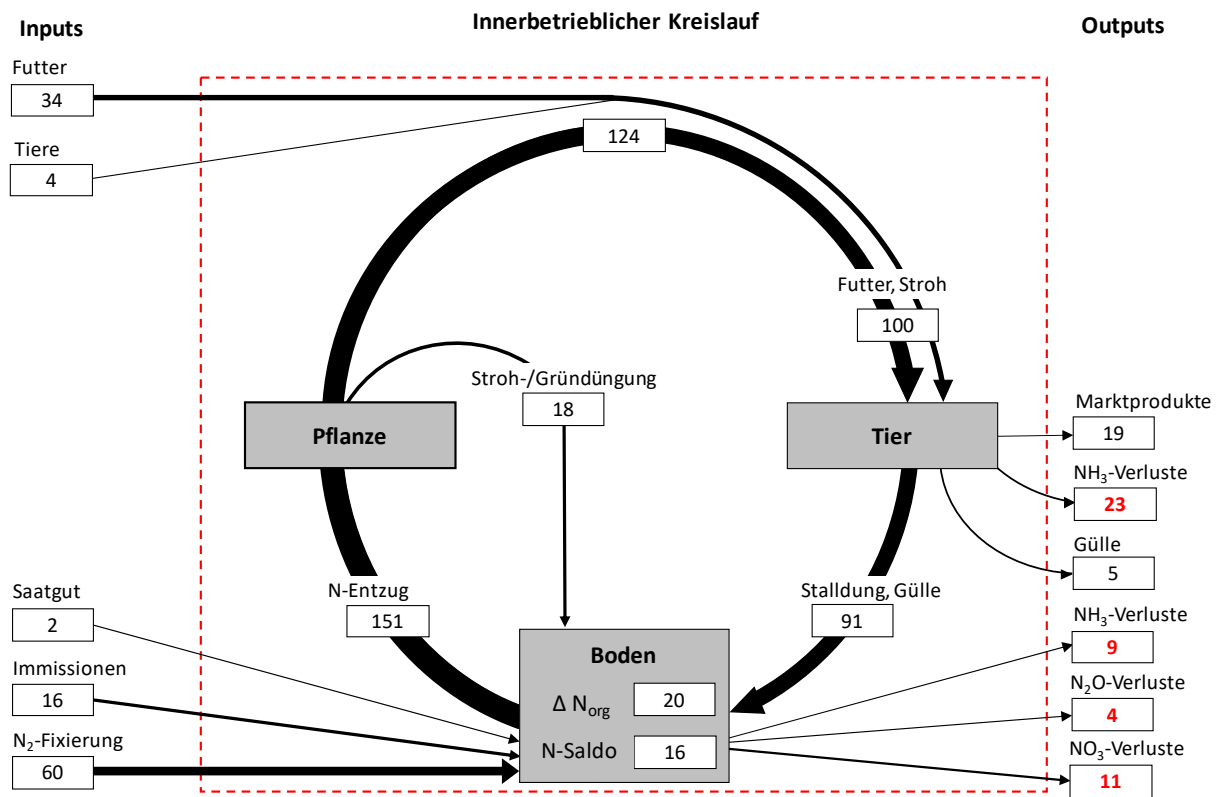 Innerbetrieblicher Kreislauf
Inputs
Outputs
Futter
34
Tiere
4
124
Futter, Stroh
100
Stroh-/Gründüngung
18
Pflanze
Tier
Marktprodukte
19
NH₃-Verluste
23
Gülle
5
N-Entzug
151
Stalldung, Gülle
91
Saatgut
2
Immissionen
16
N₂-Fixierung
60
Boden
Δ Norg 20
N-Saldo 16
NH₃-Verluste
9
N₂O-Verluste
4
NO₃-Verluste
11